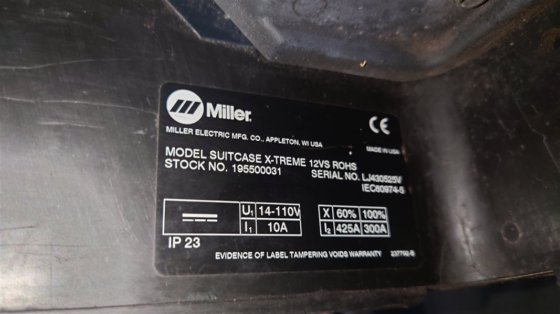 Miller.
MILLER ELECTRIC MFG. CO., APPLETON, WI USA
CE
MADE IN USA
MODEL SUITCASE X-TREME 12VS ROHS
STOCK NO. 195500031 SERIAL NO. LJ430525V
IEC60974-5
U1 14-110V X 60% 100%
I1 10A I2 425A 300A
IP 23
EVIDENCE OF LABEL TAMPERING VOIDS WARRANTY 237792-B